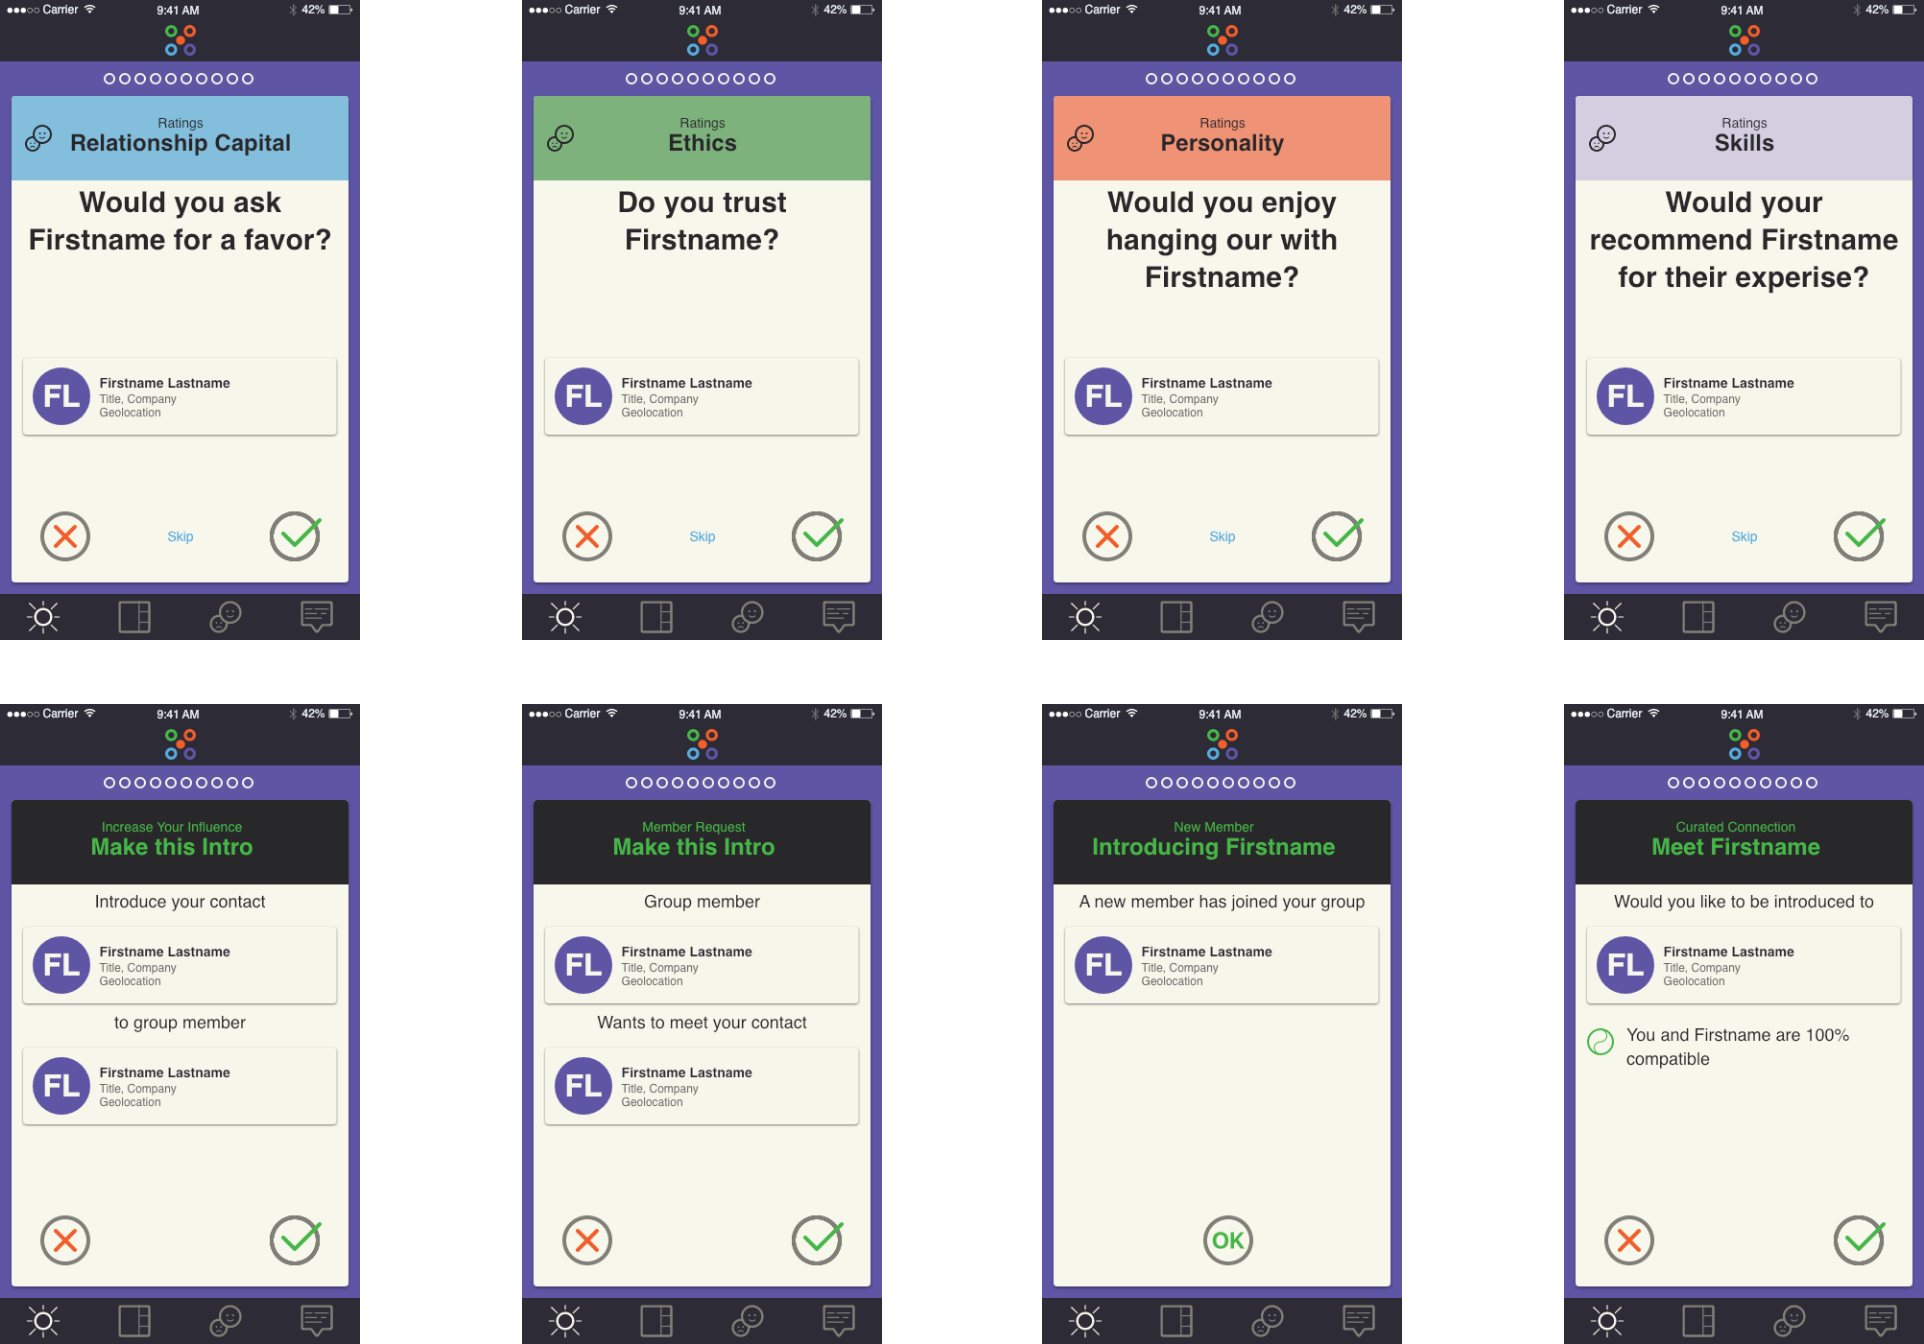 Carrier 9:41 AM 42%
Ratings
Relationship Capital
Would you ask
Firstname for a favor?
FL
Firstname Lastname
Title, Company
Geolocation
Skip
Carrier 9:41 AM 42%
Ratings
Ethics
Do you trust
Firstname?
FL
Firstname Lastname
Title, Company
Geolocation
Skip
Carrier 9:41 AM 42%
Ratings
Personality
Would you enjoy
hanging our with
Firstname?
FL
Firstname Lastname
Title, Company
Geolocation
Skip
Carrier 9:41 AM 42%
Ratings
Skills
Would your
recommend Firstname
for their experise?
FL
Firstname Lastname
Title, Company
Geolocation
Skip
Carrier 9:41 AM 42%
Increase Your Influence
Make this Intro
Introduce your contact
FL
Firstname Lastname
Title, Company
Geolocation
to group member
FL
Firstname Lastname
Title, Company
Geolocation
Carrier 9:41 AM 42%
Member Request
Make this Intro
Group member
FL
Firstname Lastname
Title, Company
Geolocation
Wants to meet your contact
FL
Firstname Lastname
Title, Company
Geolocation
Carrier 9:41 AM 42%
New Member
Introducing Firstname
A new member has joined your group
FL
Firstname Lastname
Title, Company
Geolocation
OK
Carrier 9:41 AM 42%
Curated Connection
Meet Firstname
Would you like to be introduced to
FL
Firstname Lastname
Title, Company
Geolocation
You and Firstname are 100%
compatible